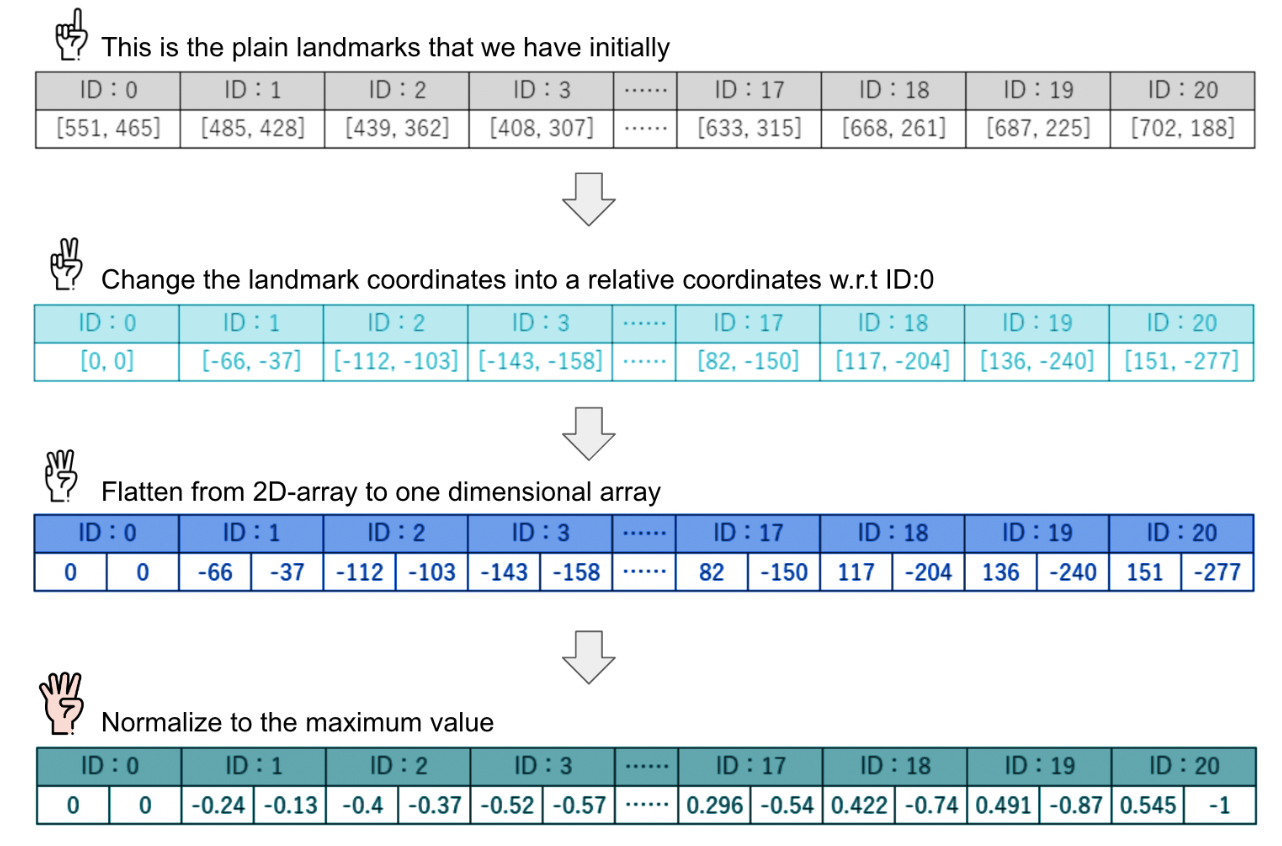 This is the plain landmarks that we have initially
ID：0 ID：1 ID：2 ID：3 ⋯⋯ ID：17 ID：18 ID：19 ID：20
[551, 465] [485, 428] [439, 362] [408, 307] ⋯⋯ [633, 315] [668, 261] [687, 225] [702, 188]
Change the landmark coordinates into a relative coordinates w.r.t ID:0
ID：0 ID：1 ID：2 ID：3 ⋯⋯ ID：17 ID：18 ID：19 ID：20
[0, 0] [-66, -37] [-112, -103] [-143, -158] ⋯⋯ [82, -150] [117, -204] [136, -240] [151, -277]
Flatten from 2D-array to one dimensional array
ID：0 ID：1 ID：2 ID：3 ⋯⋯ ID：17 ID：18 ID：19 ID：20
0 0 -66 -37 -112 -103 -143 -158 ⋯⋯ 82 -150 117 -204 136 -240 151 -277
Normalize to the maximum value
ID：0 ID：1 ID：2 ID：3 ⋯⋯ ID：17 ID：18 ID：19 ID：20
0 0 -0.24 -0.13 -0.4 -0.37 -0.52 -0.57 ⋯⋯ 0.296 -0.54 0.422 -0.74 0.491 -0.87 0.545 -1